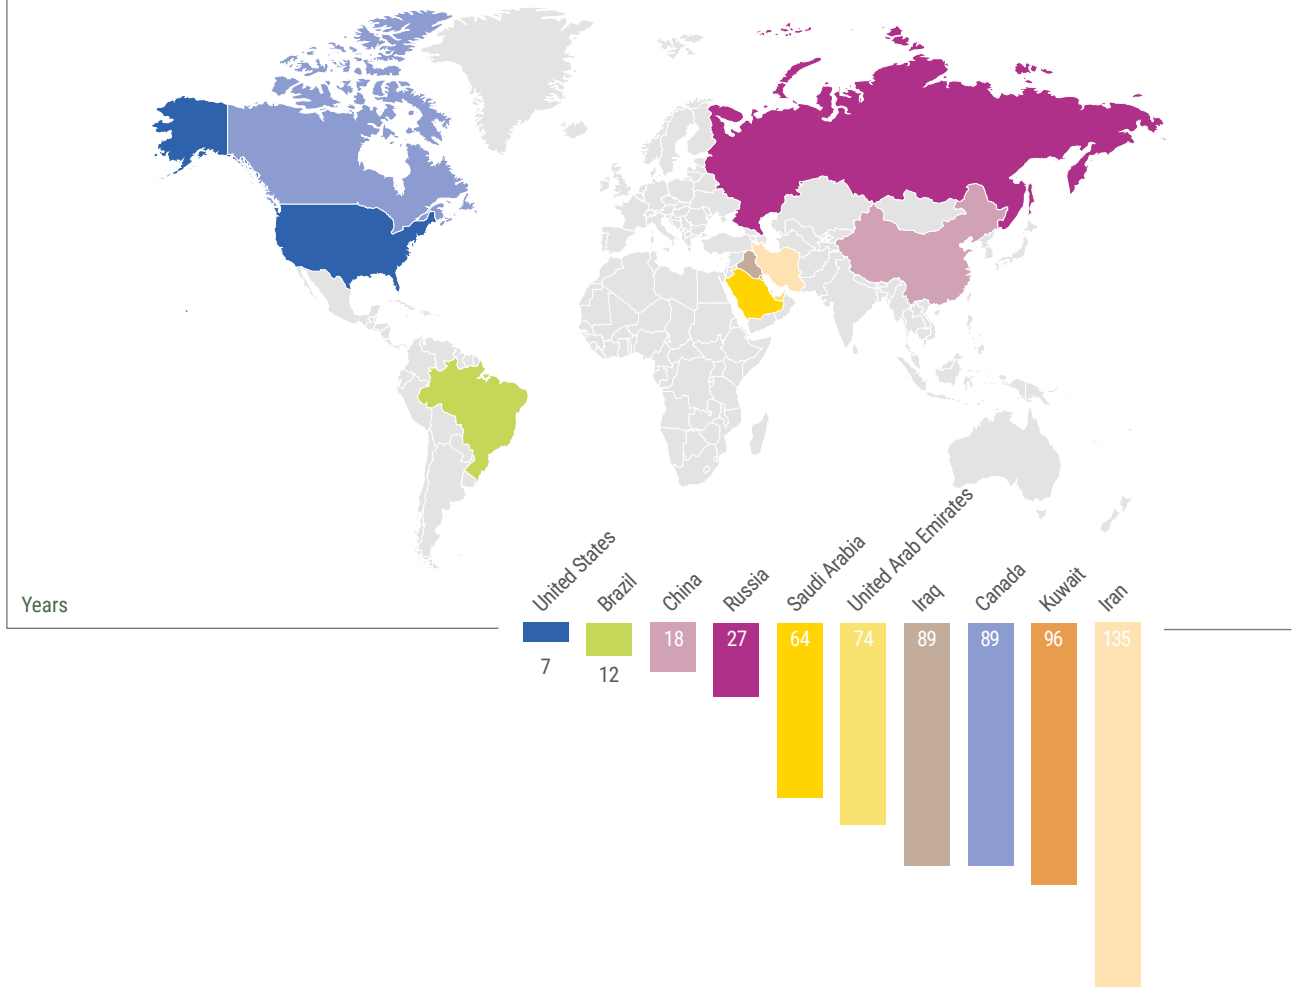 United States
Brazil
China
Russia
Saudi Arabia
United Arab Emirates
Iraq
Canada
Kuwait
Iran
Years
7
12
18
27
64
74
89
89
96
135